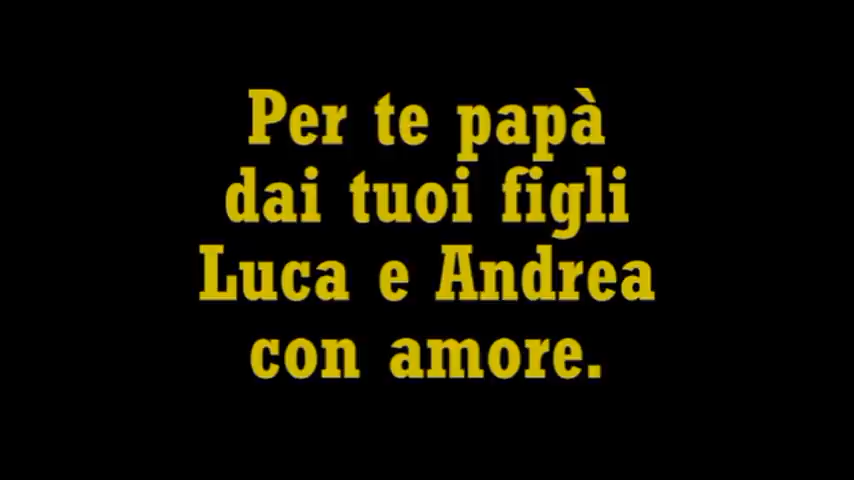 Per te papà
dai tuoi figli
Luca e Andrea
con amore.